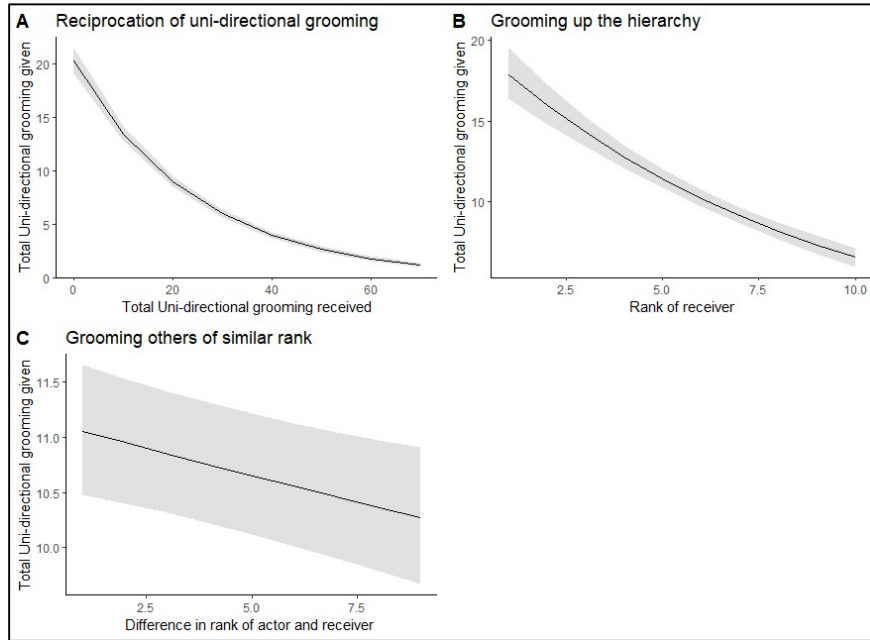 A Reciprocation of uni-directional grooming
Total Uni-directional grooming given
20
15
10
5
0
0 20 40 60
Total Uni-directional grooming received
B Grooming up the hierarchy
Total Uni-directional grooming given
20
15
10
2.5 5.0 7.5 10.0
Rank of receiver
C Grooming others of similar rank
Total Uni-directional grooming given
11.5
11.0
10.5
10.0
2.5 5.0 7.5
Difference in rank of actor and receiver